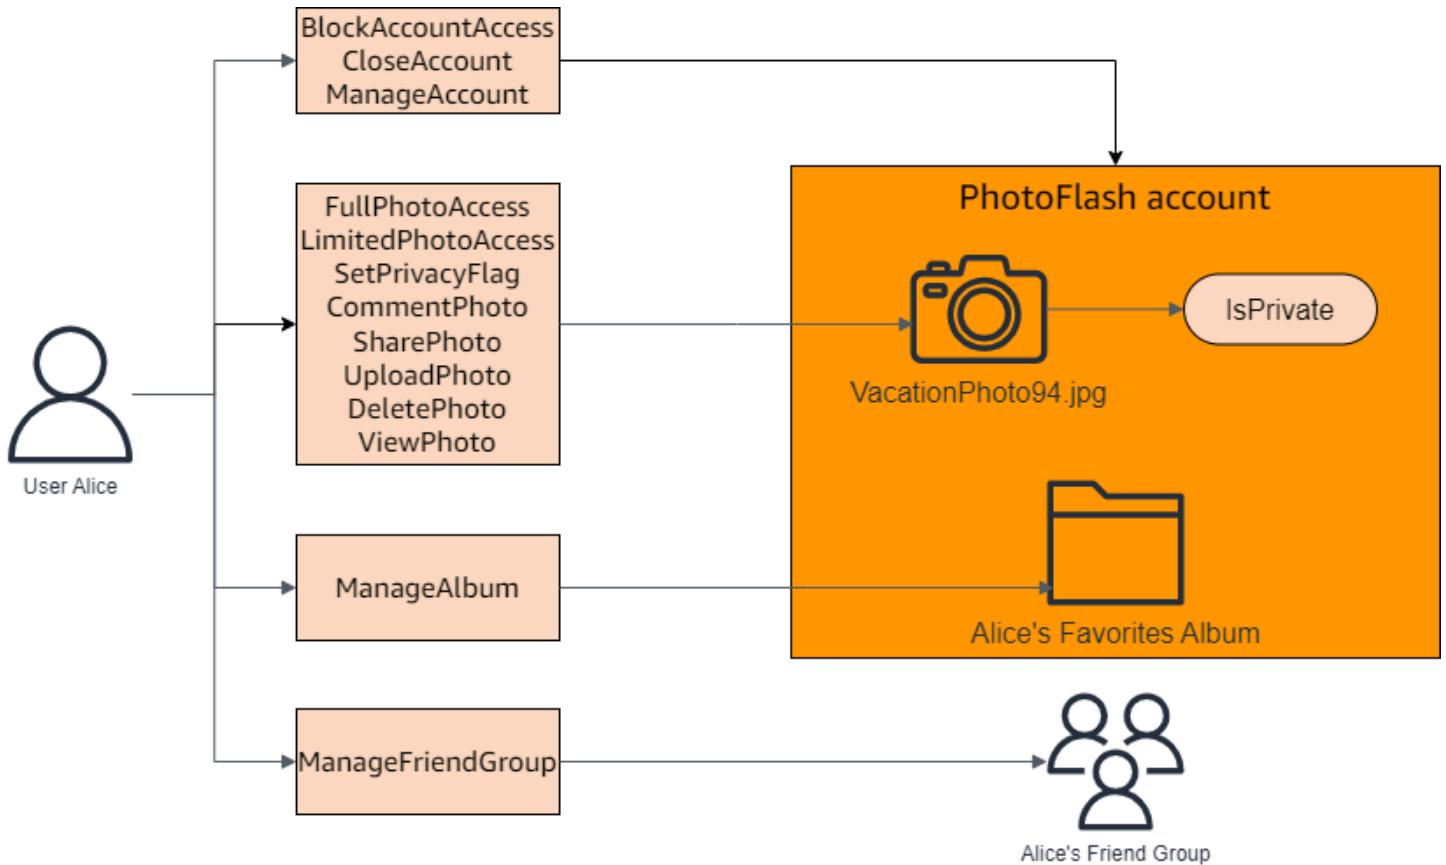 BlockAccountAccess
CloseAccount
ManageAccount
PhotoFlash account
FullPhotoAccess
LimitedPhotoAccess
SetPrivacyFlag
CommentPhoto
SharePhoto
UploadPhoto
DeletePhoto
ViewPhoto
IsPrivate
VacationPhoto94.jpg
User Alice
ManageAlbum
Alice's Favorites Album
ManageFriendGroup
Alice's Friend Group